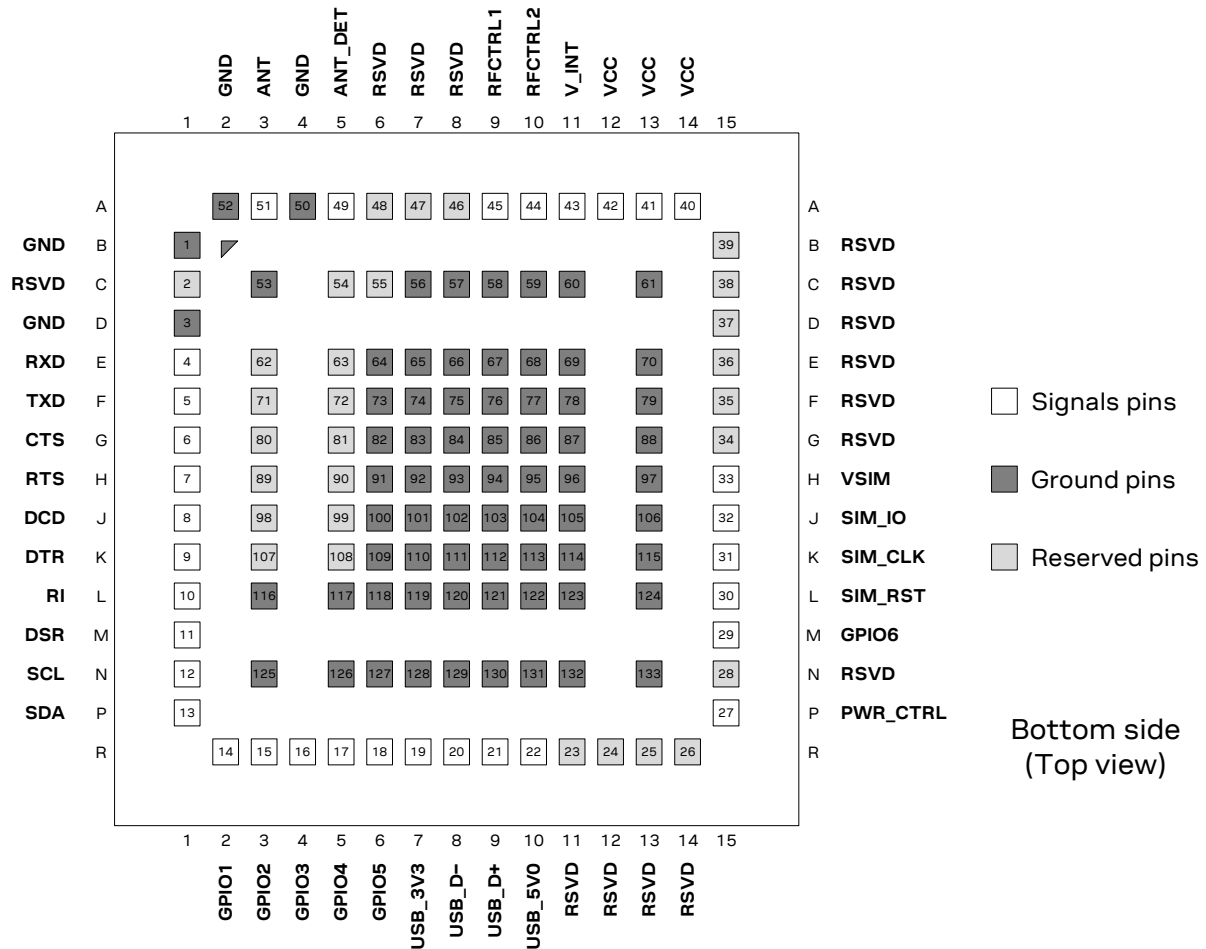 GND ANT GND ANT_DET RSVD RSVD RSVD RFCTRL1 RFCTRL2 V_INT VCC VCC VCC
1 2 3 4 5 6 7 8 9 10 11 12 13 14 15
A 52 51 50 49 48 47 46 45 44 43 42 41 40 A
GND B 1 39 B RSVD
RSVD C 2 53 54 55 56 57 58 59 60 61 38 C RSVD
GND D 3 37 D RSVD
RXD E 4 62 63 64 65 66 67 68 69 70 36 E RSVD
TXD F 5 71 72 73 74 75 76 77 78 79 35 F RSVD
CTS G 6 80 81 82 83 84 85 86 87 88 34 G RSVD
RTS H 7 89 90 91 92 93 94 95 96 97 33 H VSIM
DCD J 8 98 99 100 101 102 103 104 105 106 32 J SIM_IO
DTR K 9 107 108 109 110 111 112 113 114 115 31 K SIM_CLK
RI L 10 116 117 118 119 120 121 122 123 124 30 L SIM_RST
DSR M 11 29 M GPIO6
SCL N 12 125 126 127 128 129 130 131 132 133 28 N RSVD
SDA P 13 27 P PWR_CTRL
R 14 15 16 17 18 19 20 21 22 23 24 25 26 R
1 2 3 4 5 6 7 8 9 10 11 12 13 14 15
GPIO1 GPIO2 GPIO3 GPIO4 GPIO5 USB_3V3 USB_D− USB_D+ USB_5V0 RSVD RSVD RSVD RSVD
Signals pins
Ground pins
Reserved pins
Bottom side
(Top view)